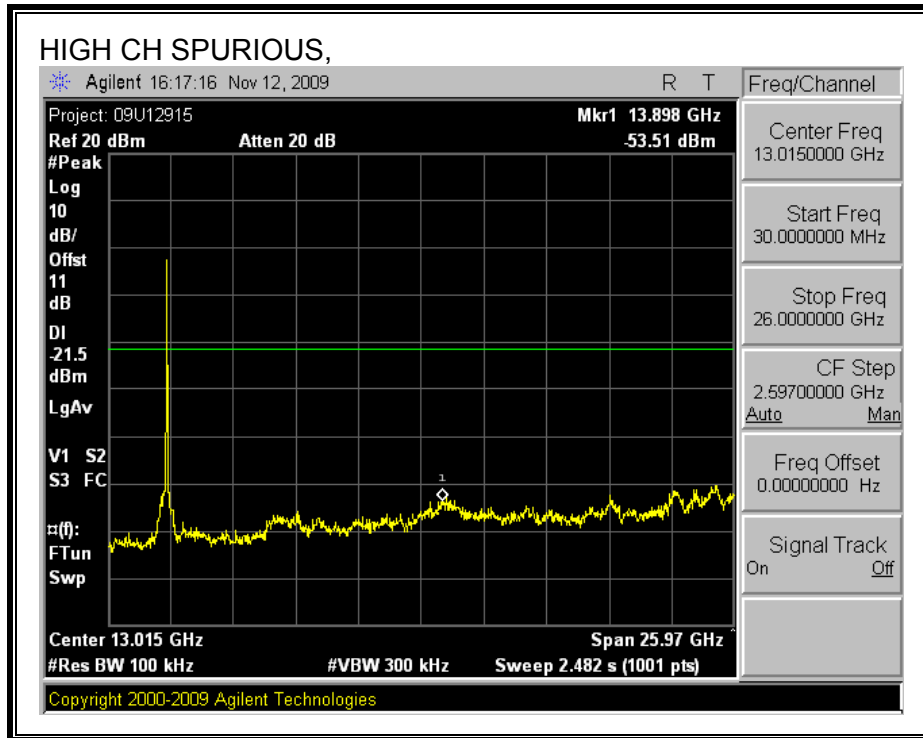 HIGH CH SPURIOUS,
Agilent 16:17:16 Nov 12, 2009 R T
Project: 09U12915 Mkr1 13.898 GHz
Ref 20 dBm Atten 20 dB -53.51 dBm
#Peak
Log
10
dB/
Offst
11
dB
DI
-21.5
dBm
LgAv
V1 S2
S3 FC
¤(f):
FTun
Swp
1
Center 13.015 GHz Span 25.97 GHz
#Res BW 100 kHz #VBW 300 kHz Sweep 2.482 s (1001 pts)
Copyright 2000-2009 Agilent Technologies
Freq/Channel
Center Freq
13.0150000 GHz
Start Freq
30.0000000 MHz
Stop Freq
26.0000000 GHz
CF Step
2.59700000 GHz
Auto Man
Freq Offset
0.00000000 Hz
Signal Track
On Off